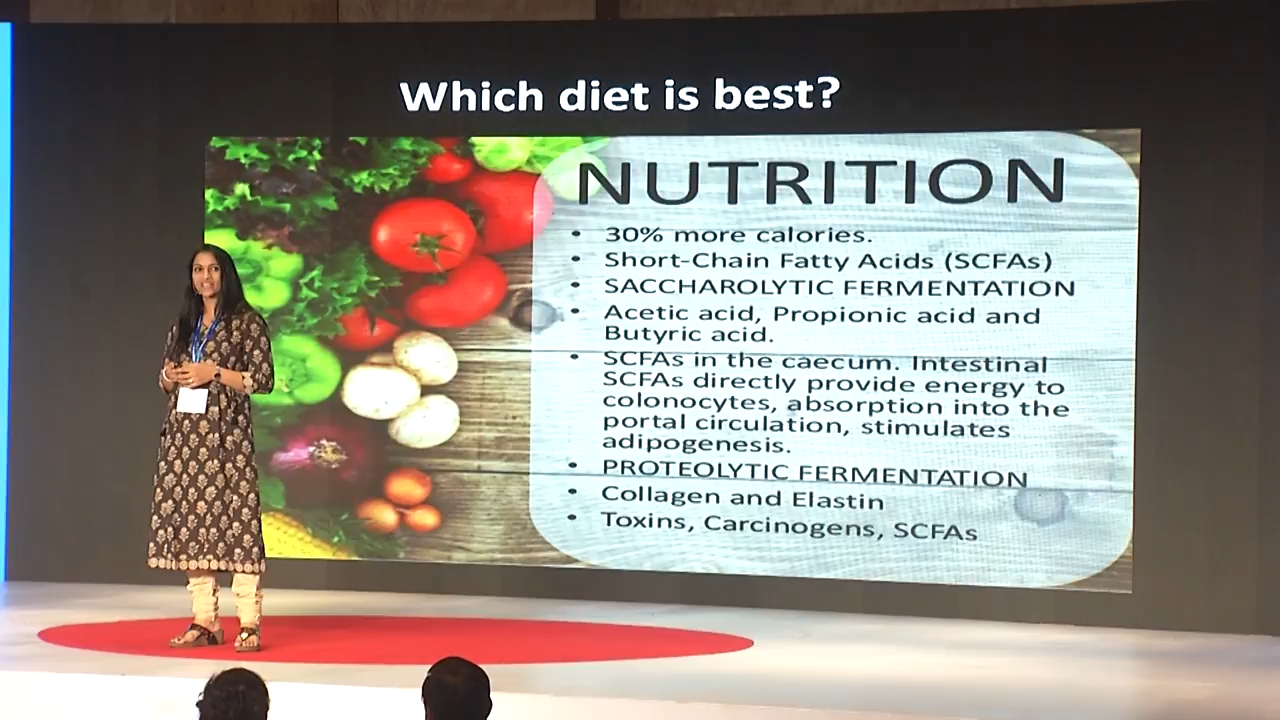 Which diet is best?
NUTRITION
• 30% more calories.
• Short-Chain Fatty Acids (SCFAs)
• SACCHAROLYTIC FERMENTATION
• Acetic acid, Propionic acid and
Butyric acid.
• SCFAs in the caecum. Intestinal
SCFAs directly provide energy to
colonocytes, absorption into the
portal circulation, stimulates
adipogenesis.
• PROTEOLYTIC FERMENTATION
• Collagen and Elastin
• Toxins, Carcinogens, SCFAs